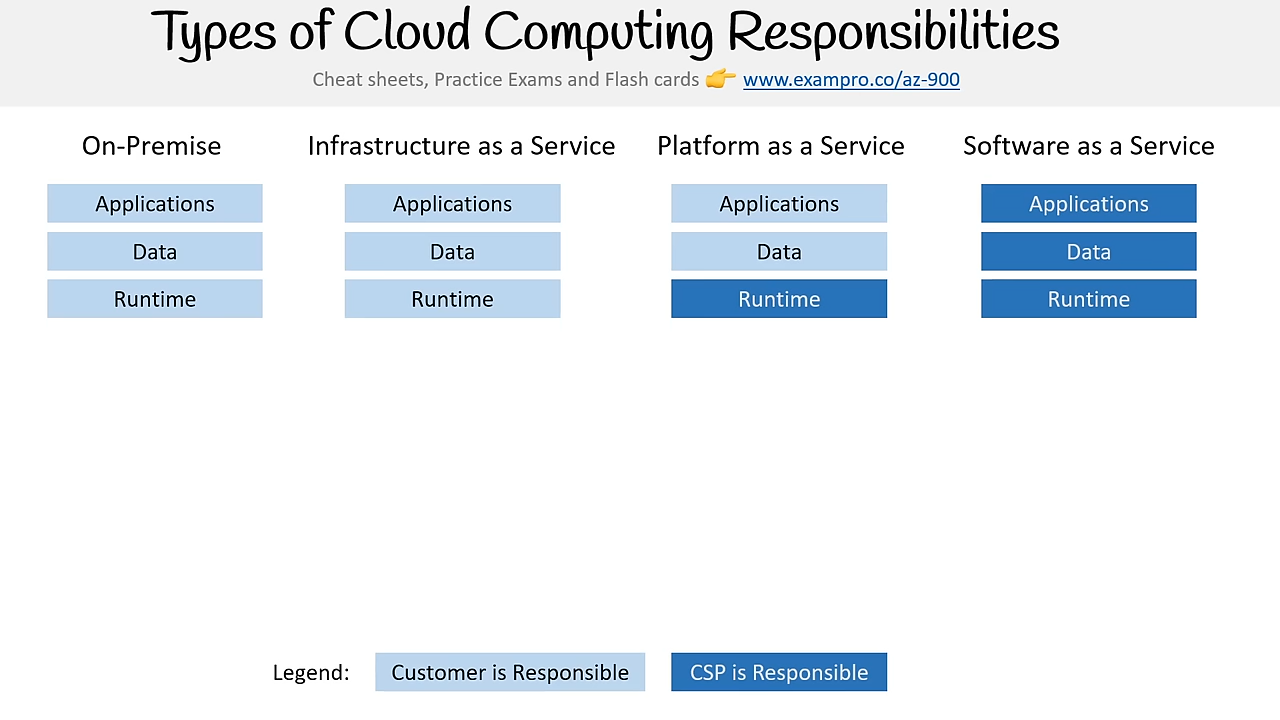 Types of Cloud Computing Responsibilities
Cheat sheets, Practice Exams and Flash cards 👉 www.exampro.co/az-900
On-Premise Infrastructure as a Service Platform as a Service Software as a Service
Applications Applications Applications Applications
Data Data Data Data
Runtime Runtime Runtime Runtime
Legend: Customer is Responsible CSP is Responsible